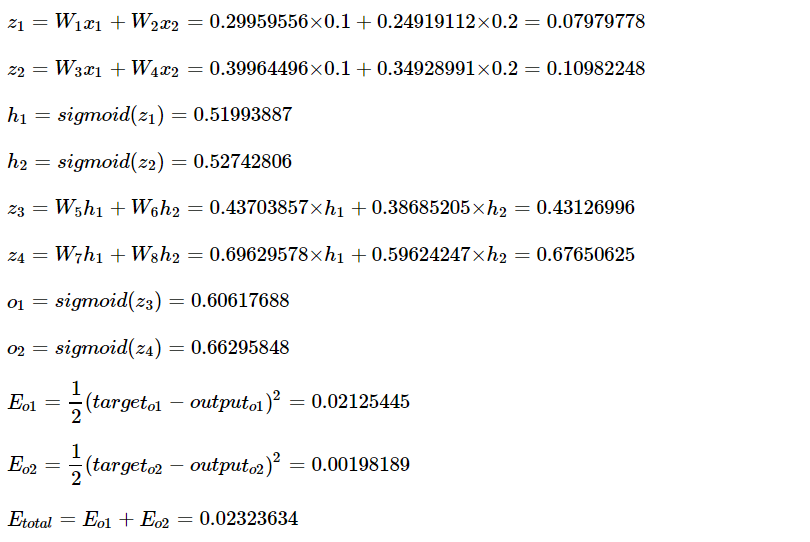 z₁ = W₁x₁ + W₂x₂ = 0.29959556×0.1 + 0.24919112×0.2 = 0.07979778
z₂ = W₃x₁ + W₄x₂ = 0.39964496×0.1 + 0.34928991×0.2 = 0.10982248
h₁ = sigmoid(z₁) = 0.51993887
h₂ = sigmoid(z₂) = 0.52742806
z₃ = W₅h₁ + W₆h₂ = 0.43703857×h₁ + 0.38685205×h₂ = 0.43126996
z₄ = W₇h₁ + W₈h₂ = 0.69629578×h₁ + 0.59624247×h₂ = 0.67650625
o₁ = sigmoid(z₃) = 0.60617688
o₂ = sigmoid(z₄) = 0.66295848
Eₒ₁ = 1/2(targetₒ₁ − outputₒ₁)² = 0.02125445
Eₒ₂ = 1/2(targetₒ₂ − outputₒ₂)² = 0.00198189
E_total = Eₒ₁ + Eₒ₂ = 0.02323634